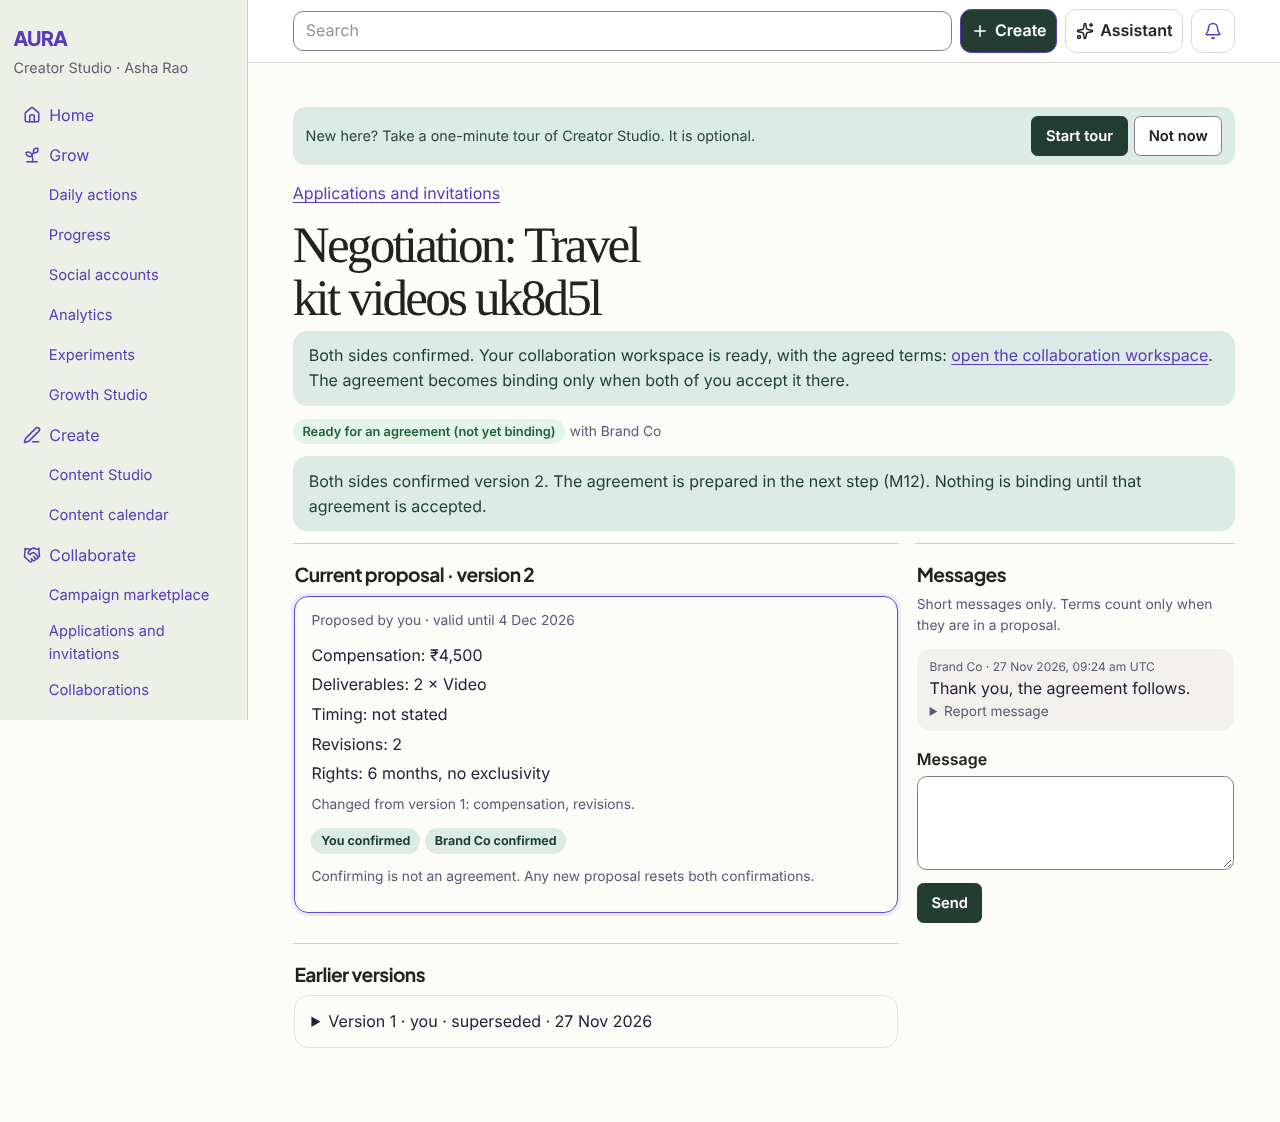 AURA
Creator Studio · Asha Rao
Home
Grow
Daily actions
Progress
Social accounts
Analytics
Experiments
Growth Studio
Create
Content Studio
Content calendar
Collaborate
Campaign marketplace
Applications and
invitations
Collaborations
Search
Create
Assistant
New here? Take a one-minute tour of Creator Studio. It is optional.
Start tour
Not now
Applications and invitations
Negotiation: Travel
kit videos uk8d5l
Both sides confirmed. Your collaboration workspace is ready, with the agreed terms: open the collaboration workspace.
The agreement becomes binding only when both of you accept it there.
Ready for an agreement (not yet binding) with Brand Co
Both sides confirmed version 2. The agreement is prepared in the next step (M12). Nothing is binding until that
agreement is accepted.
Current proposal · version 2
Proposed by you · valid until 4 Dec 2026
Compensation: ₹4,500
Deliverables: 2 × Video
Timing: not stated
Revisions: 2
Rights: 6 months, no exclusivity
Changed from version 1: compensation, revisions.
You confirmed
Brand Co confirmed
Confirming is not an agreement. Any new proposal resets both confirmations.
Earlier versions
Version 1 · you · superseded · 27 Nov 2026
Messages
Short messages only. Terms count only when
they are in a proposal.
Brand Co · 27 Nov 2026, 09:24 am UTC
Thank you, the agreement follows.
Report message
Message
Send